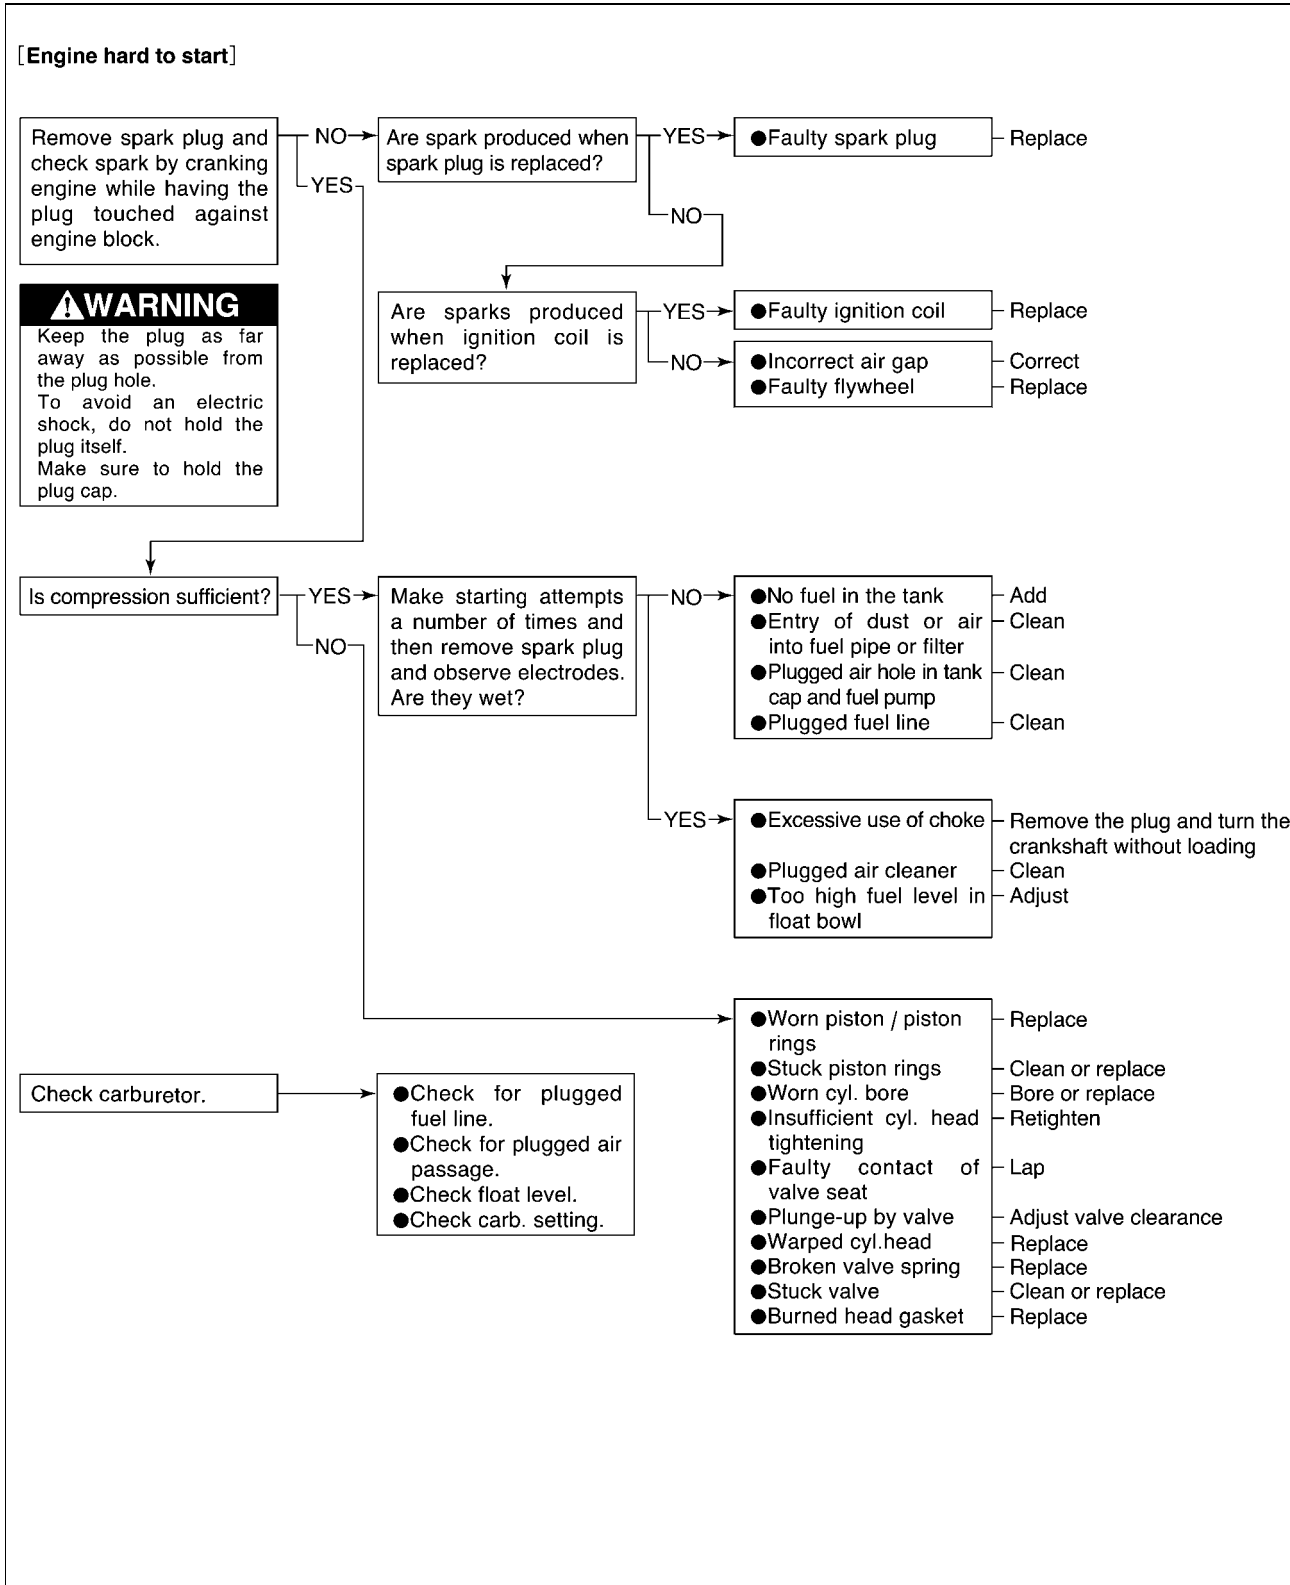 [Engine hard to start]
Remove spark plug and
check spark by cranking
engine while having the
plug touched against
engine block.
NO
YES
Are spark produced when
spark plug is replaced?
YES
NO
●Faulty spark plug
Replace
⚠WARNING
Keep the plug as far
away as possible from
the plug hole.
To avoid an electric
shock, do not hold the
plug itself.
Make sure to hold the
plug cap.
Are sparks produced
when ignition coil is
replaced?
YES
●Faulty ignition coil
Replace
NO
●Incorrect air gap
Correct
●Faulty flywheel
Replace
Is compression sufficient?
YES
NO
Make starting attempts
a number of times and
then remove spark plug
and observe electrodes.
Are they wet?
NO
●No fuel in the tank
Add
●Entry of dust or air
into fuel pipe or filter
Clean
●Plugged air hole in tank
cap and fuel pump
Clean
●Plugged fuel line
Clean
YES
●Excessive use of choke
Remove the plug and turn the
crankshaft without loading
●Plugged air cleaner
Clean
●Too high fuel level in
float bowl
Adjust
●Worn piston / piston
rings
Replace
●Stuck piston rings
Clean or replace
●Worn cyl. bore
Bore or replace
●Insufficient cyl. head
tightening
Retighten
●Faulty contact of
valve seat
Lap
●Plunge-up by valve
Adjust valve clearance
●Warped cyl.head
Replace
●Broken valve spring
Replace
●Stuck valve
Clean or replace
●Burned head gasket
Replace
Check carburetor.
●Check for plugged
fuel line.
●Check for plugged air
passage.
●Check float level.
●Check carb. setting.